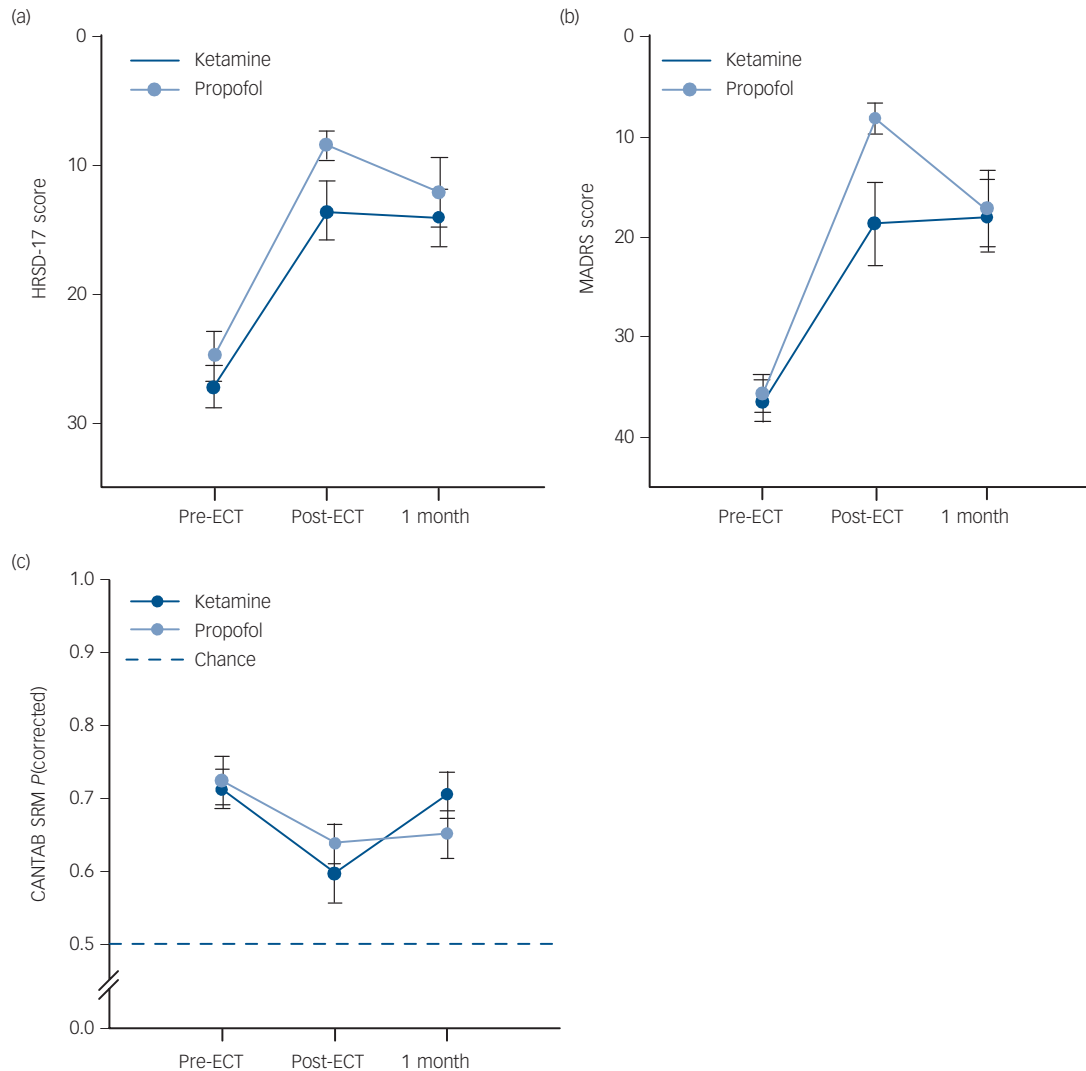 (a)
0
10
20
30
HRSD-17 score
Ketamine
Propofol
Pre-ECT Post-ECT 1 month
(b)
0
10
20
30
40
MADRS score
Ketamine
Propofol
Pre-ECT Post-ECT 1 month
(c)
1.0
0.9
0.8
0.7
0.6
0.5
0.0
CANTAB SRM P(corrected)
Ketamine
Propofol
Chance
Pre-ECT Post-ECT 1 month